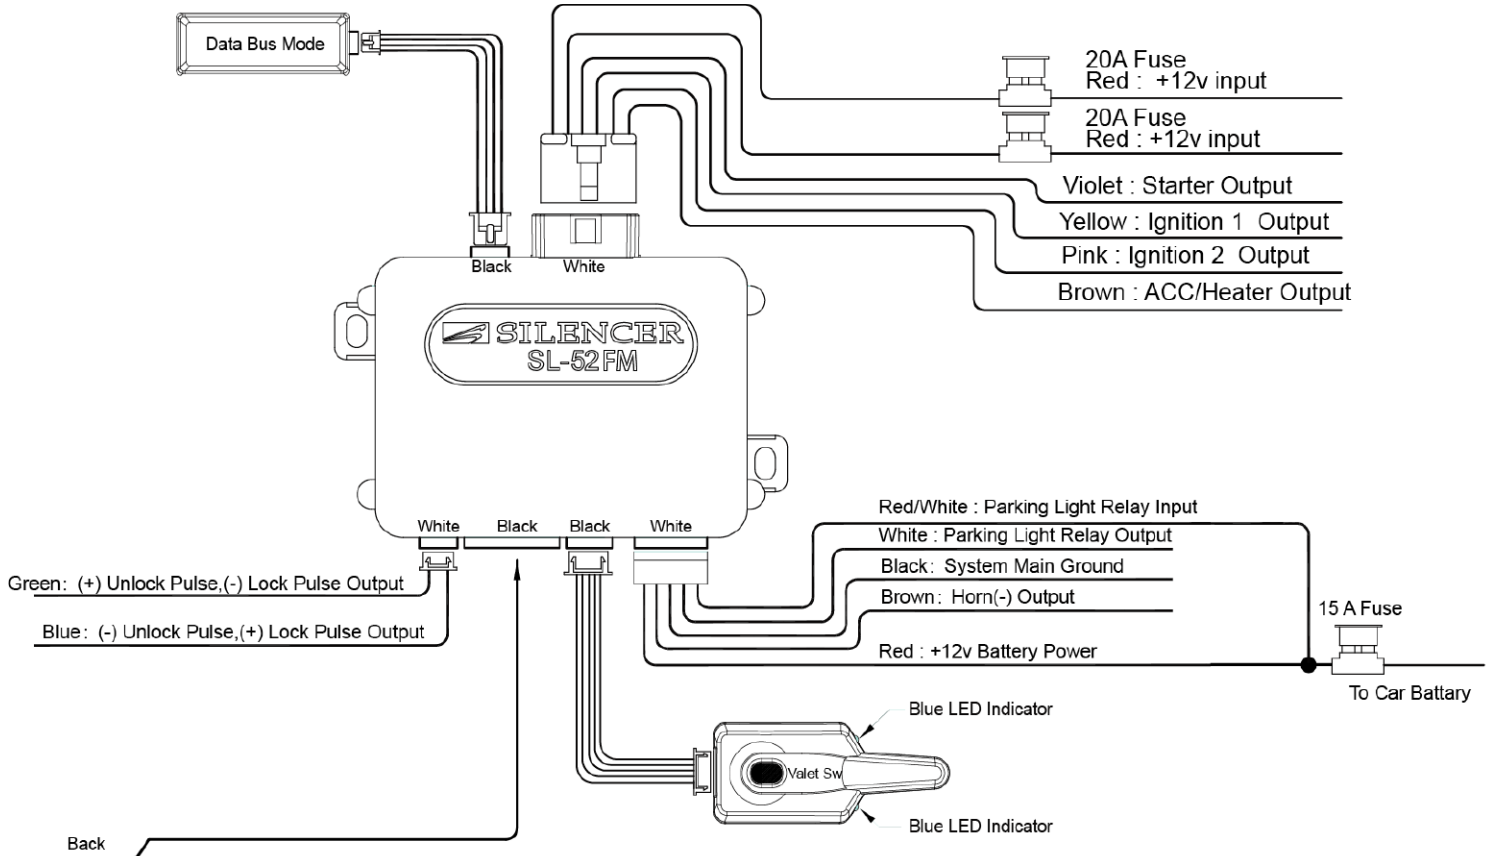 Data Bus Mode
20A Fuse
Red : +12v input
20A Fuse
Red : +12v input
Violet : Starter Output
Yellow : Ignition 1 Output
Pink : Ignition 2 Output
Brown : ACC/Heater Output
Black
White
SILENCER
SL-52FM
White
Black
Black
White
Red/White : Parking Light Relay Input
White : Parking Light Relay Output
Black: System Main Ground
Brown: Horn(-) Output
Red : +12v Battery Power
Green: (+) Unlock Pulse,(-) Lock Pulse Output
Blue: (-) Unlock Pulse,(+) Lock Pulse Output
15 A Fuse
To Car Battary
Blue LED Indicator
Valet Sw
Blue LED Indicator
Back